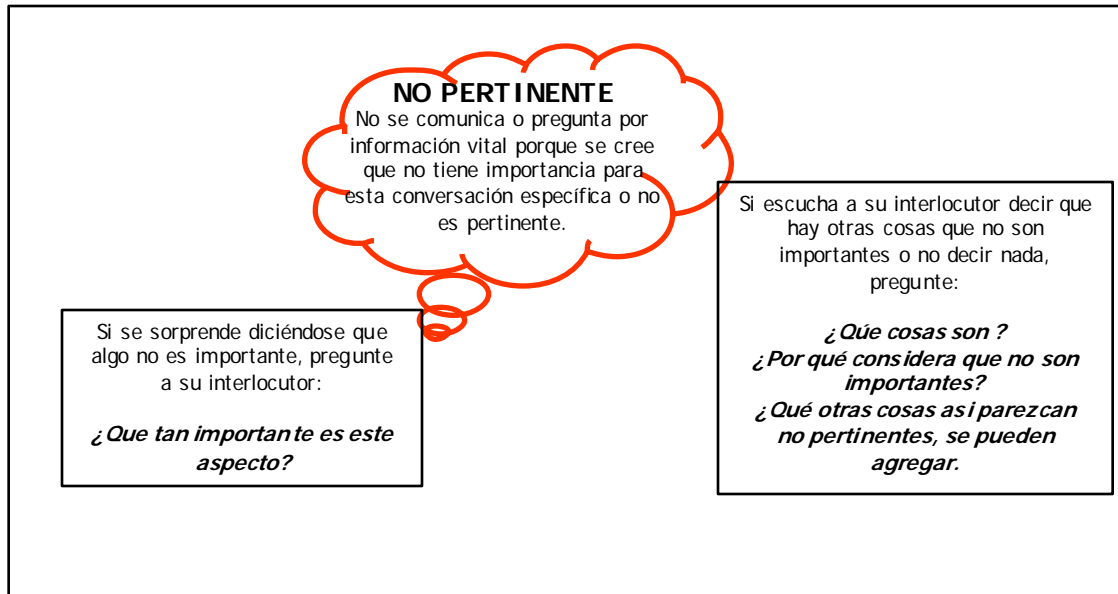 NO PERTINENTE
No se comunica o pregunta por
información vital porque se cree
que no tiene importancia para
esta conversación específica o no
es pertinente.
Si escucha a su interlocutor decir que
hay otras cosas que no son
importantes o no decir nada,
pregunte:
¿Qúe cosas son ?
¿Por qué considera que no son
importantes?
¿Qué otras cosas asi parezcan
no pertinentes, se pueden
agregar.
Si se sorprende diciéndose que
algo no es importante, pregunte
a su interlocutor:
¿Que tan importante es este
aspecto?